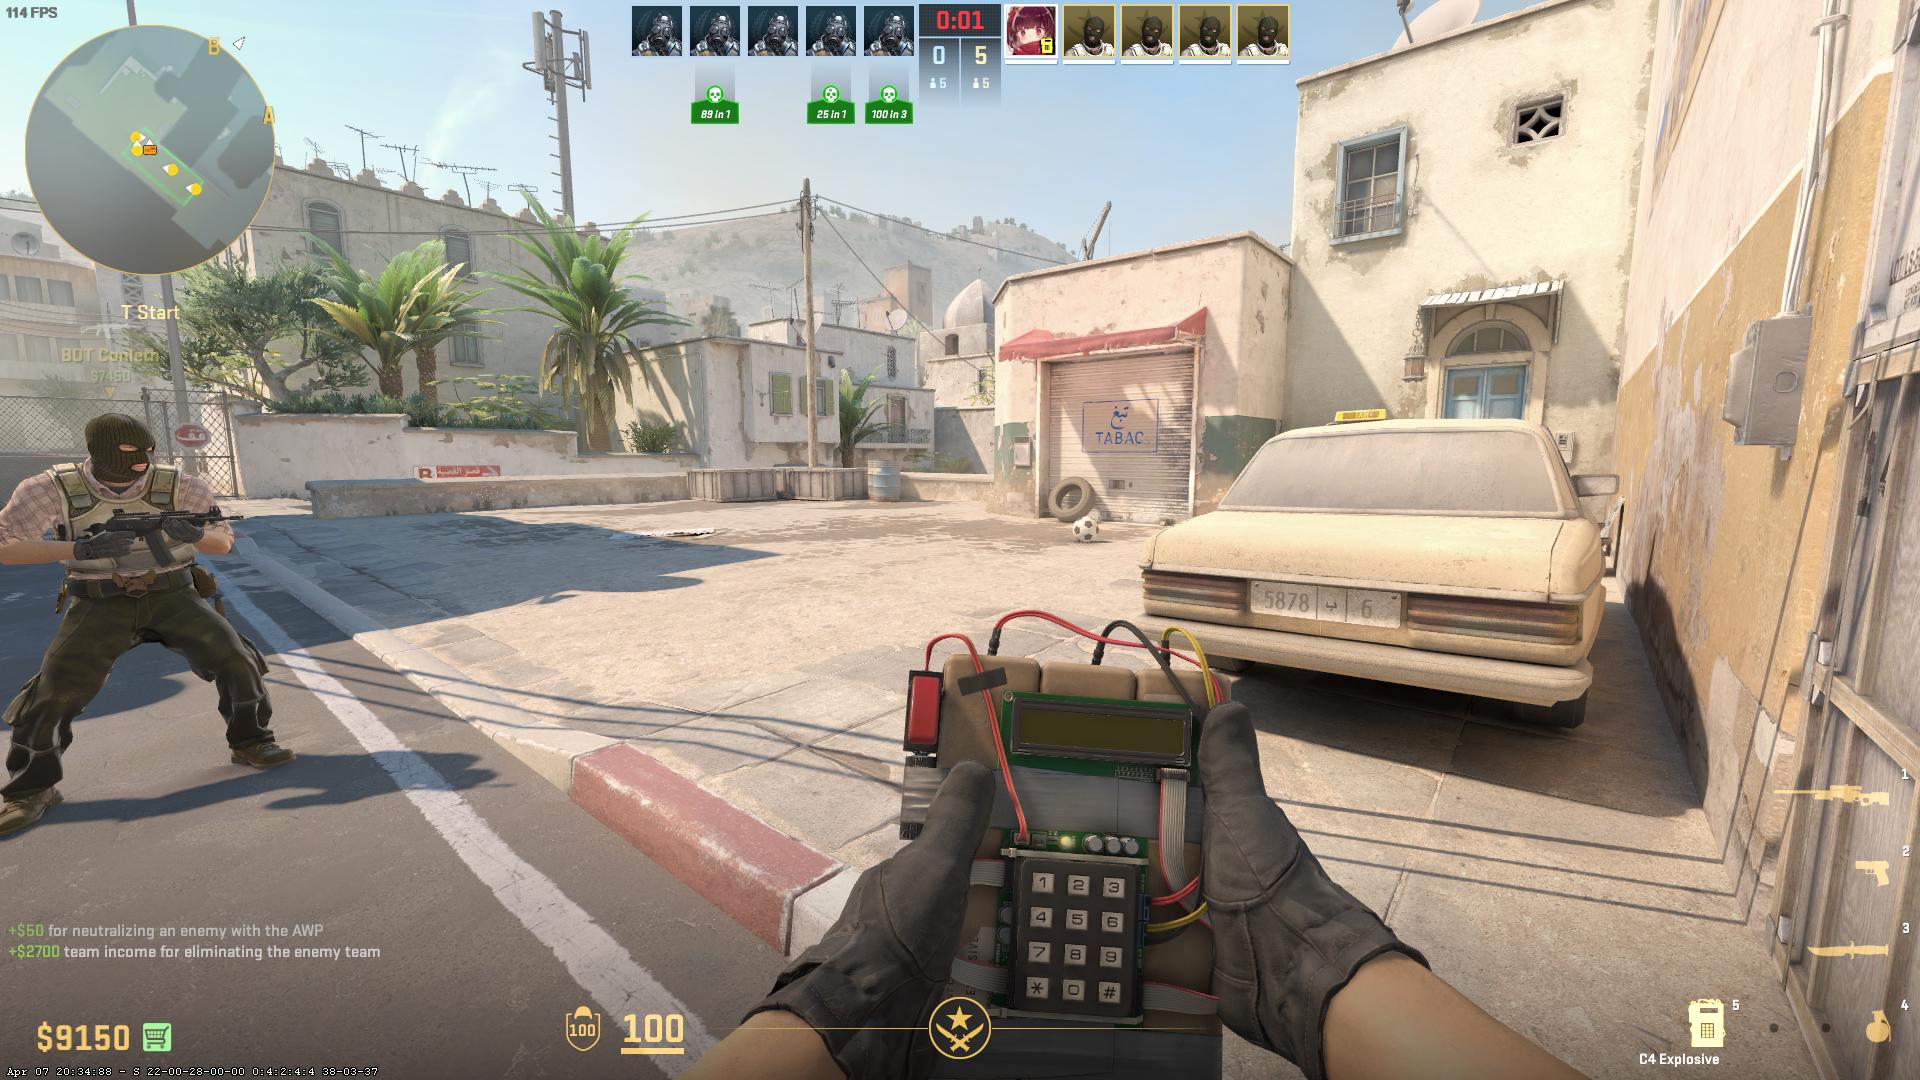 114 FPS
B
A
0:01
0 5
5 5
89 in 1
25 in 1
100 in 3
T Start
BOT Conleth
$7450
TAXI
تبغ
TABAC
B
5878 ب 6
1
2
3
4 5 6
7 8 9
* 0 #
1 2 3
+$50 for neutralizing an enemy with the AWP
+$2700 team income for eliminating the enemy team
$9150
100
100
5
4
C4 Explosive
Apr 07 20:34:88 - S 22-00-28-00-00 0:4:2:4:4 38-03-37